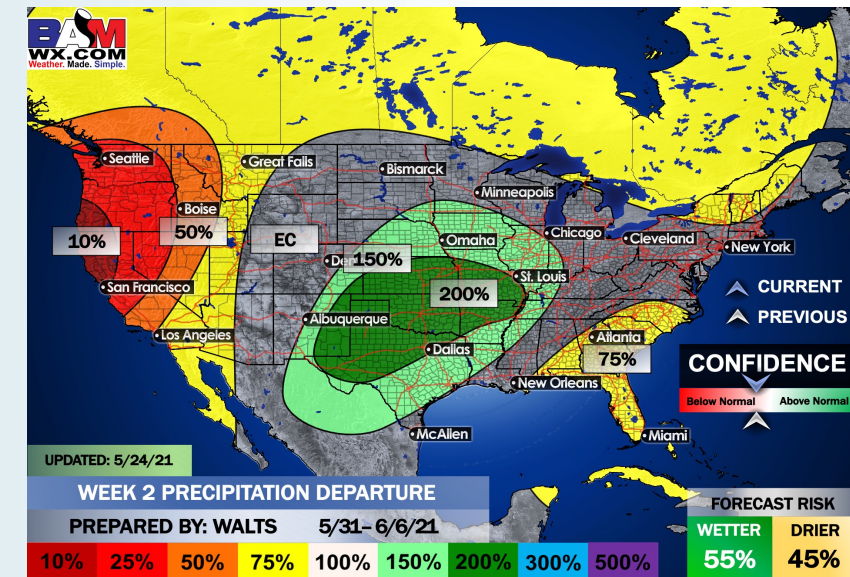 BAM
WX.COM
Weather. Made. Simple.
Seattle
Great Falls
Bismarck
Minneapolis
Boise
10%
50%
EC
Omaha
Chicago
Cleveland
New York
150%
St. Louis
San Francisco
200%
CURRENT
PREVIOUS
Albuquerque
Los Angeles
Dallas
Atlanta
75%
New Orleans
McAllen
Miami
CONFIDENCE
Below Normal
Above Normal
UPDATED: 5/24/21
WEEK 2 PRECIPITATION DEPARTURE
PREPARED BY: WALTS 5/31– 6/6/21
10% 25% 50% 75% 100% 150% 200% 300% 500%
FORECAST RISK
WETTER DRIER
55% 45%